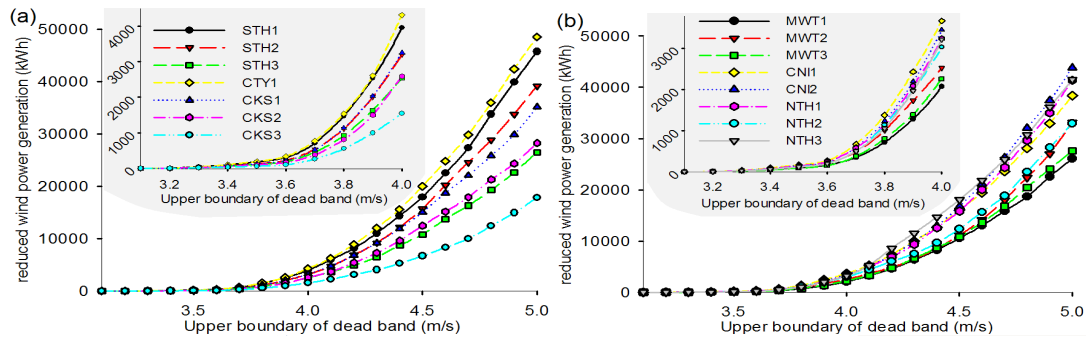 (a)
reduced wind power generation (kWh)
50000
40000
30000
20000
10000
0
3.5
4.0
4.5
5.0
Upper boundary of dead band (m/s)
4000
3000
2000
1000
0
3.2
3.4
3.6
3.8
4.0
Upper boundary of dead band (m/s)
STH1
STH2
STH3
CTY1
CKS1
CKS2
CKS3
(b)
reduced wind power generation (kWh)
50000
40000
30000
20000
10000
0
3.5
4.0
4.5
5.0
Upper boundary of dead band (m/s)
3000
2000
1000
0
3.2
3.4
3.6
3.8
4.0
Upper boundary of dead band (m/s)
MWT1
MWT2
MWT3
CNI1
CNI2
NTH1
NTH2
NTH3